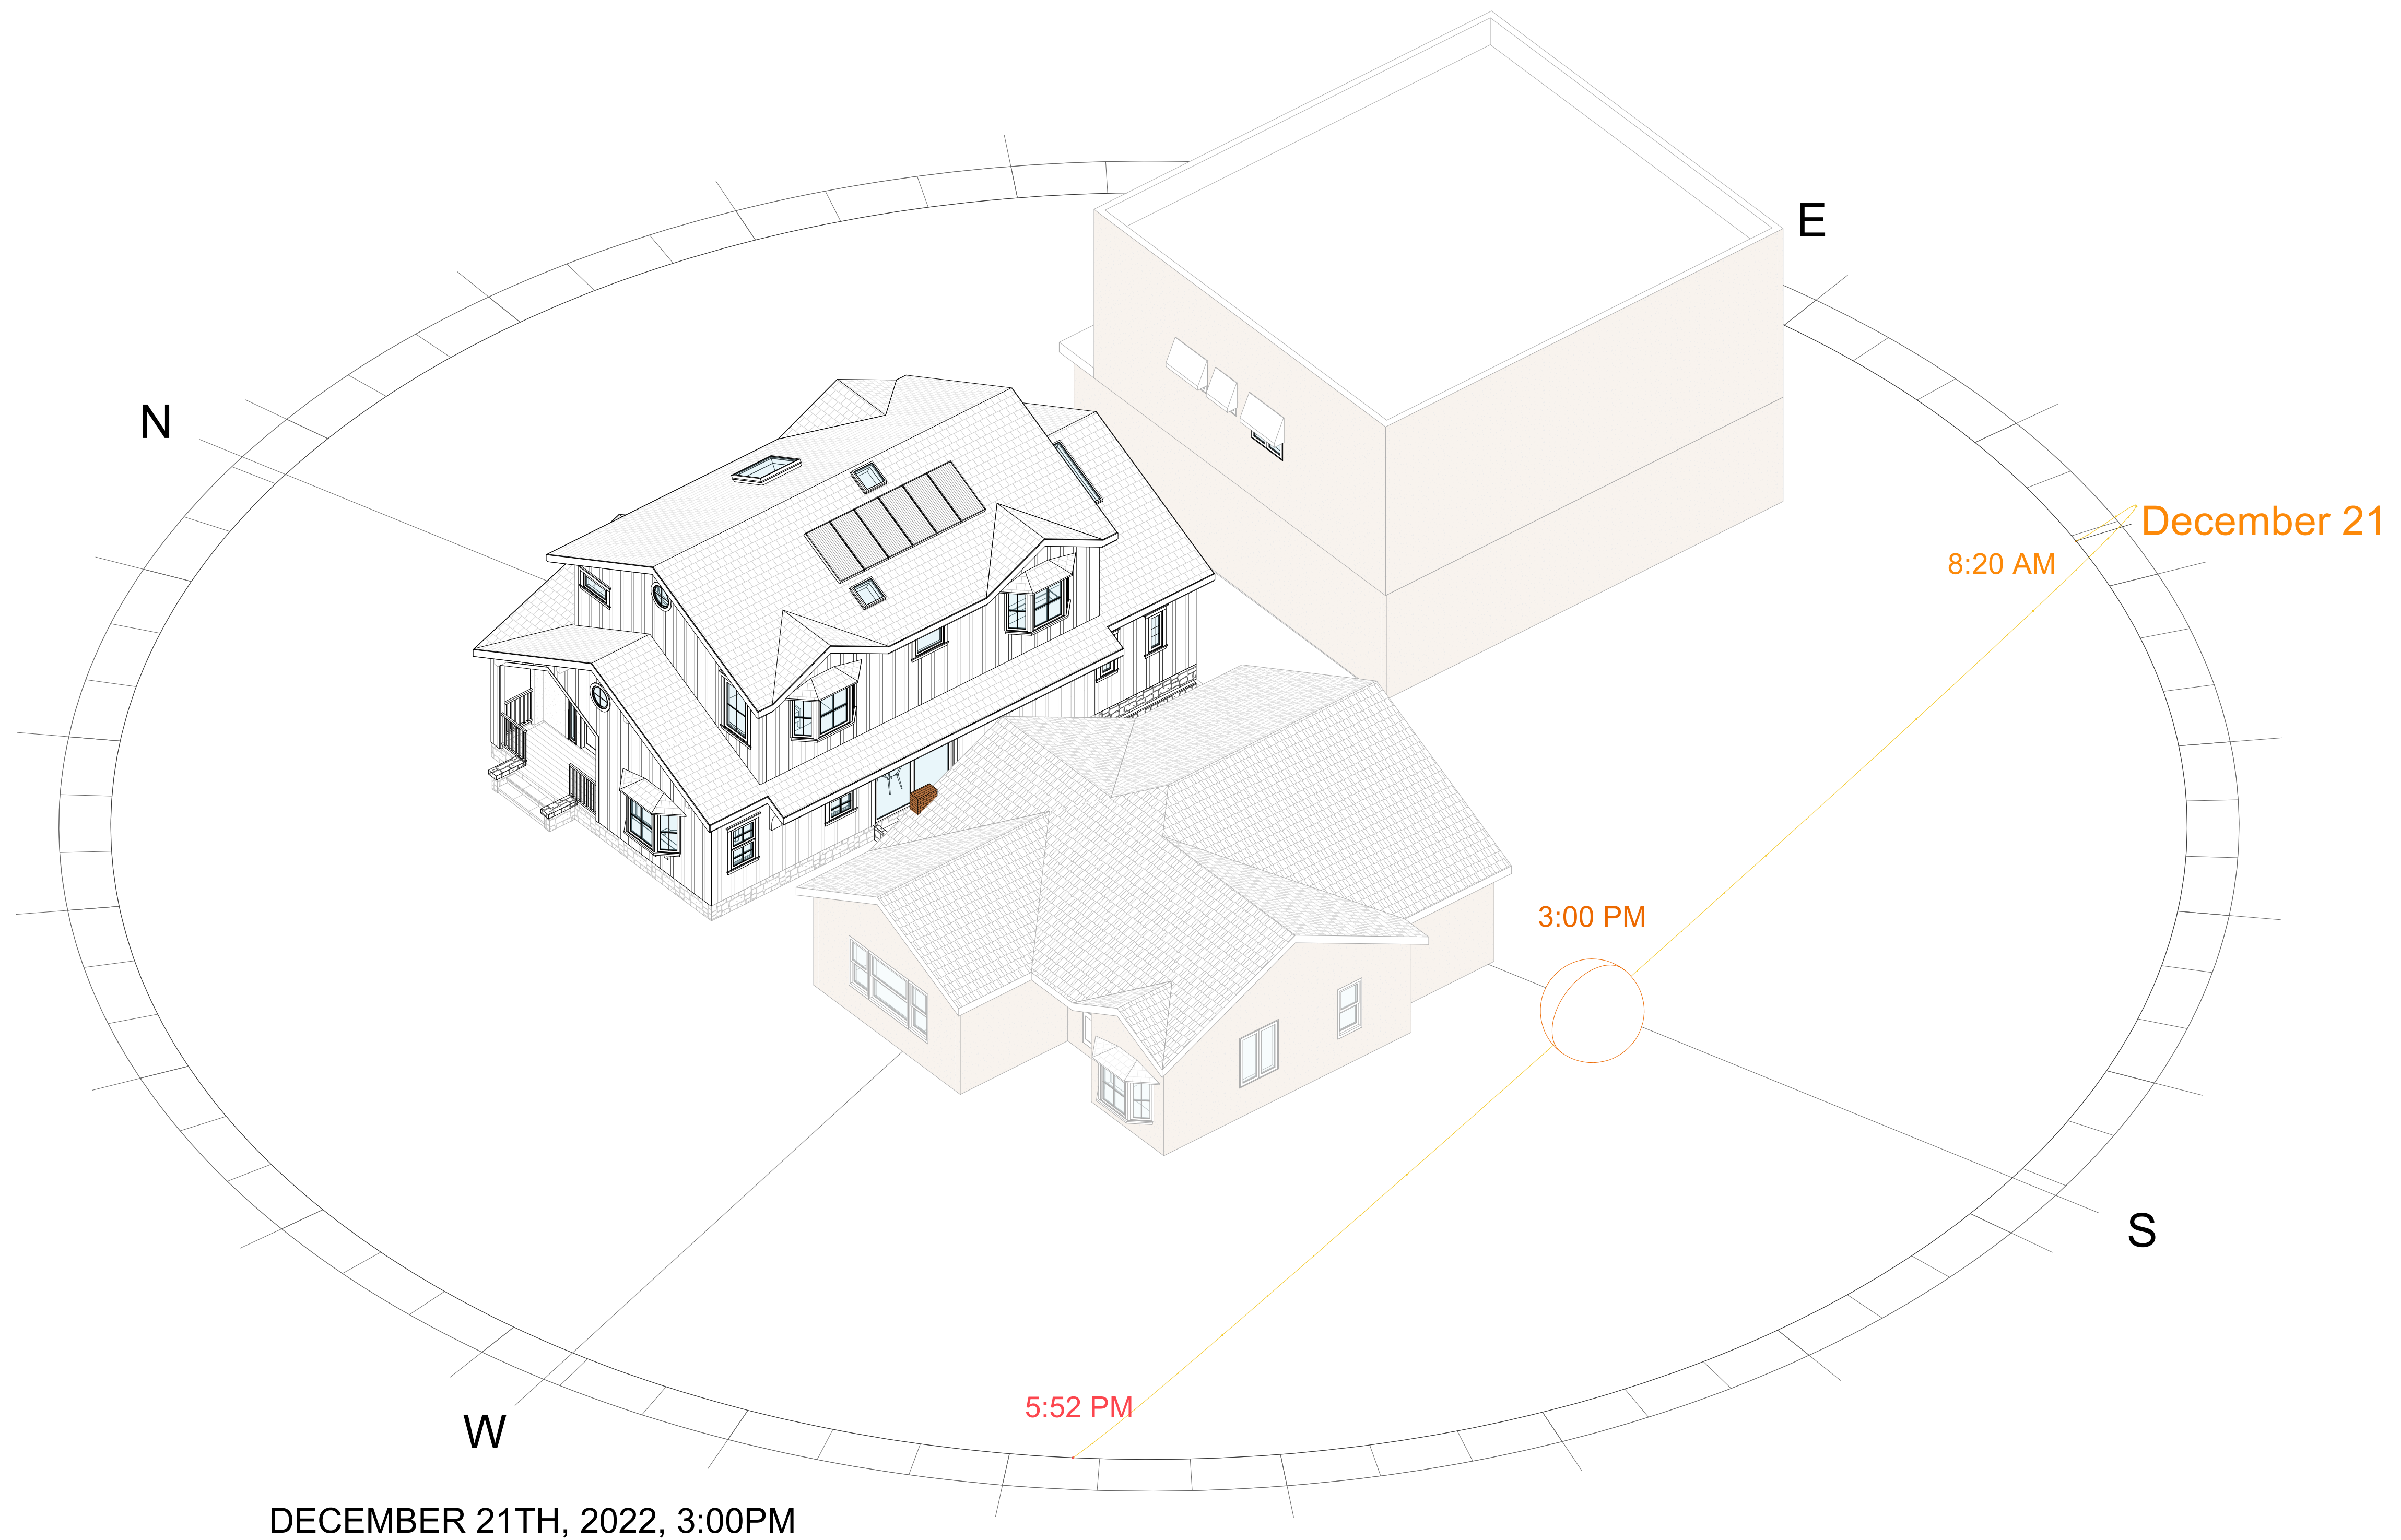 E
N
December 21
8:20 AM
3:00 PM
S
5:52 PM
W
DECEMBER 21TH, 2022, 3:00PM